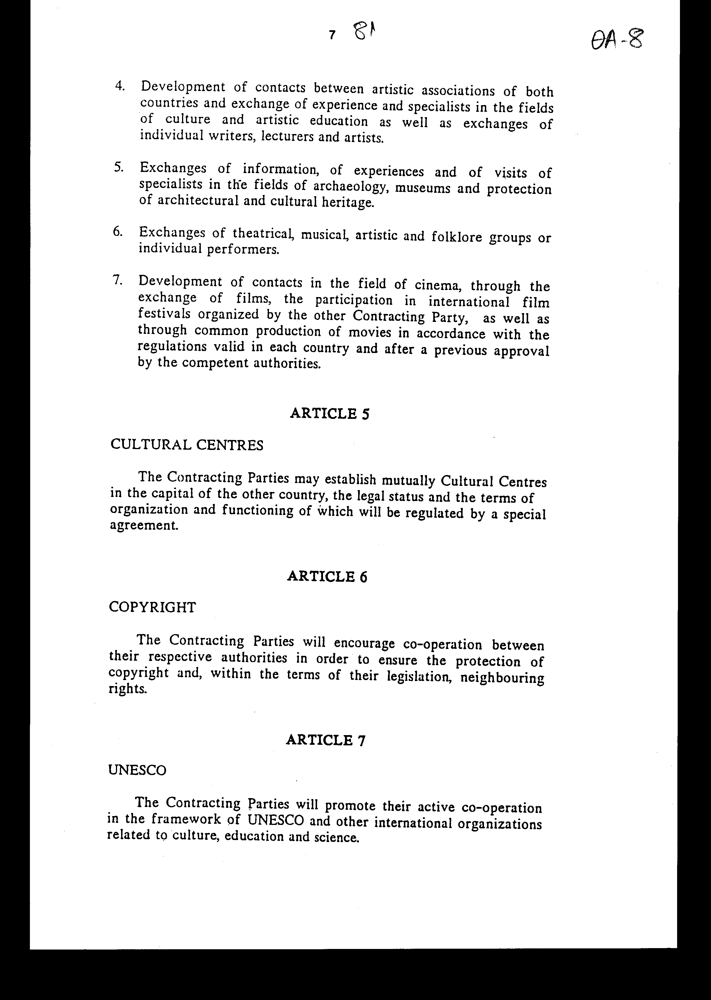 7 81
ΘA-8
4. Development of contacts between artistic associations of both
countries and exchange of experience and specialists in the fields
of culture and artistic education as well as exchanges of
individual writers, lecturers and artists.
5. Exchanges of information, of experiences and of visits of
specialists in the fields of archaeology, museums and protection
of architectural and cultural heritage.
6. Exchanges of theatrical, musical, artistic and folklore groups or
individual performers.
7. Development of contacts in the field of cinema, through the
exchange of films, the participation in international film
festivals organized by the other Contracting Party, as well as
through common production of movies in accordance with the
regulations valid in each country and after a previous approval
by the competent authorities.
ARTICLE 5
CULTURAL CENTRES
The Contracting Parties may establish mutually Cultural Centres
in the capital of the other country, the legal status and the terms of
organization and functioning of which will be regulated by a special
agreement.
ARTICLE 6
COPYRIGHT
The Contracting Parties will encourage co-operation between
their respective authorities in order to ensure the protection of
copyright and, within the terms of their legislation, neighbouring
rights.
ARTICLE 7
UNESCO
The Contracting Parties will promote their active co-operation
in the framework of UNESCO and other international organizations
related to culture, education and science.